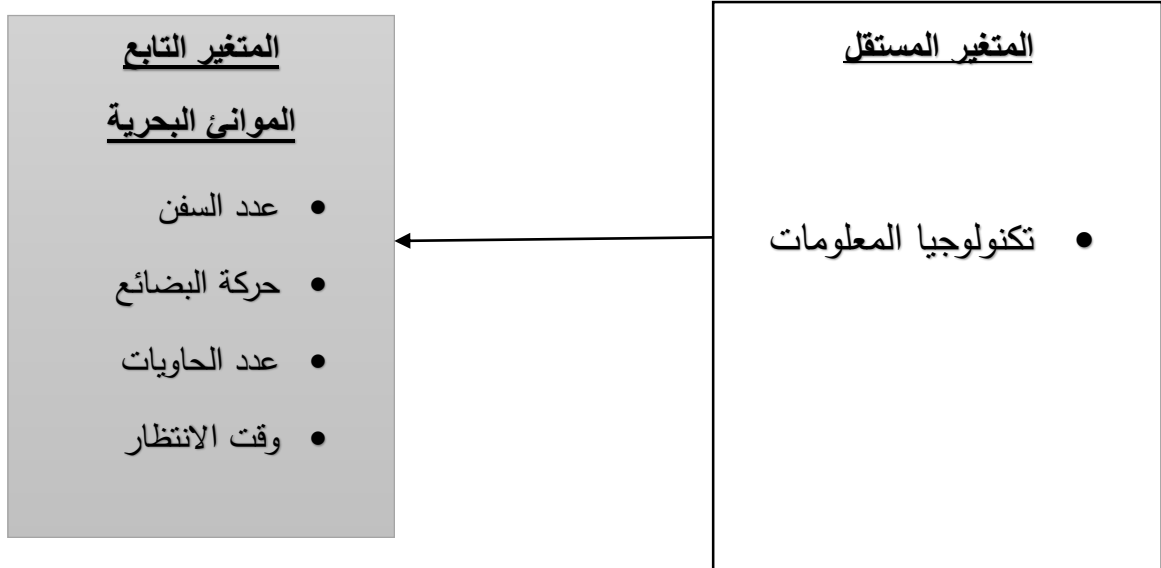 المتغير المستقل
• تكنولوجيا المعلومات
المتغير التابع
الموانئ البحرية
• عدد السفن
• حركة البضائع
• عدد الحاويات
• وقت الانتظار